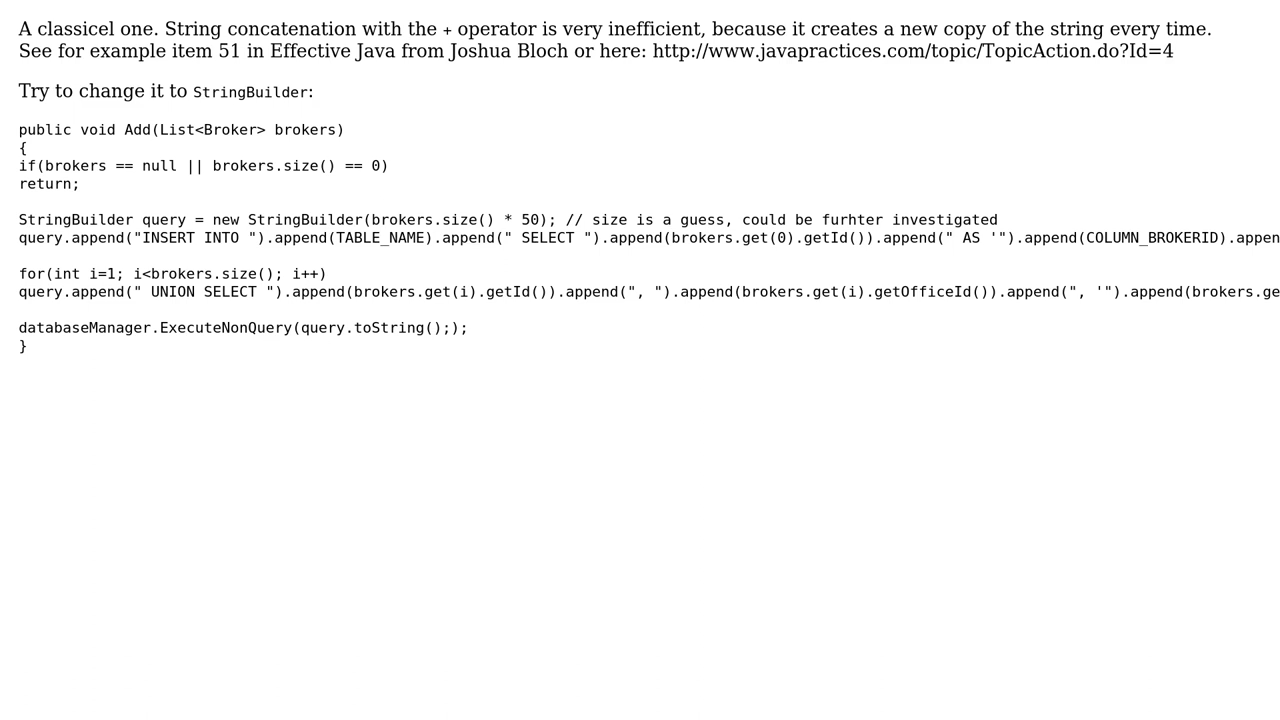 A classicel one. String concatenation with the + operator is very inefficient, because it creates a new copy of the string every time.
See for example item 51 in Effective Java from Joshua Bloch or here: http://www.javapractices.com/topic/TopicAction.do?Id=4
Try to change it to StringBuilder:
public void Add(List<Broker> brokers)
{
if(brokers == null || brokers.size() == 0)
return;
StringBuilder query = new StringBuilder(brokers.size() * 50); // size is a guess, could be furhter investigated
query.append("INSERT INTO ").append(TABLE_NAME).append(" SELECT ").append(brokers.get(0).getId()).append(" AS '").append(COLUMN_BROKERID).appen
for(int i=1; i<brokers.size(); i++)
query.append(" UNION SELECT ").append(brokers.get(i).getId()).append(", ").append(brokers.get(i).getOfficeId()).append(", '").append(brokers.ge
databaseManager.ExecuteNonQuery(query.toString(););
}